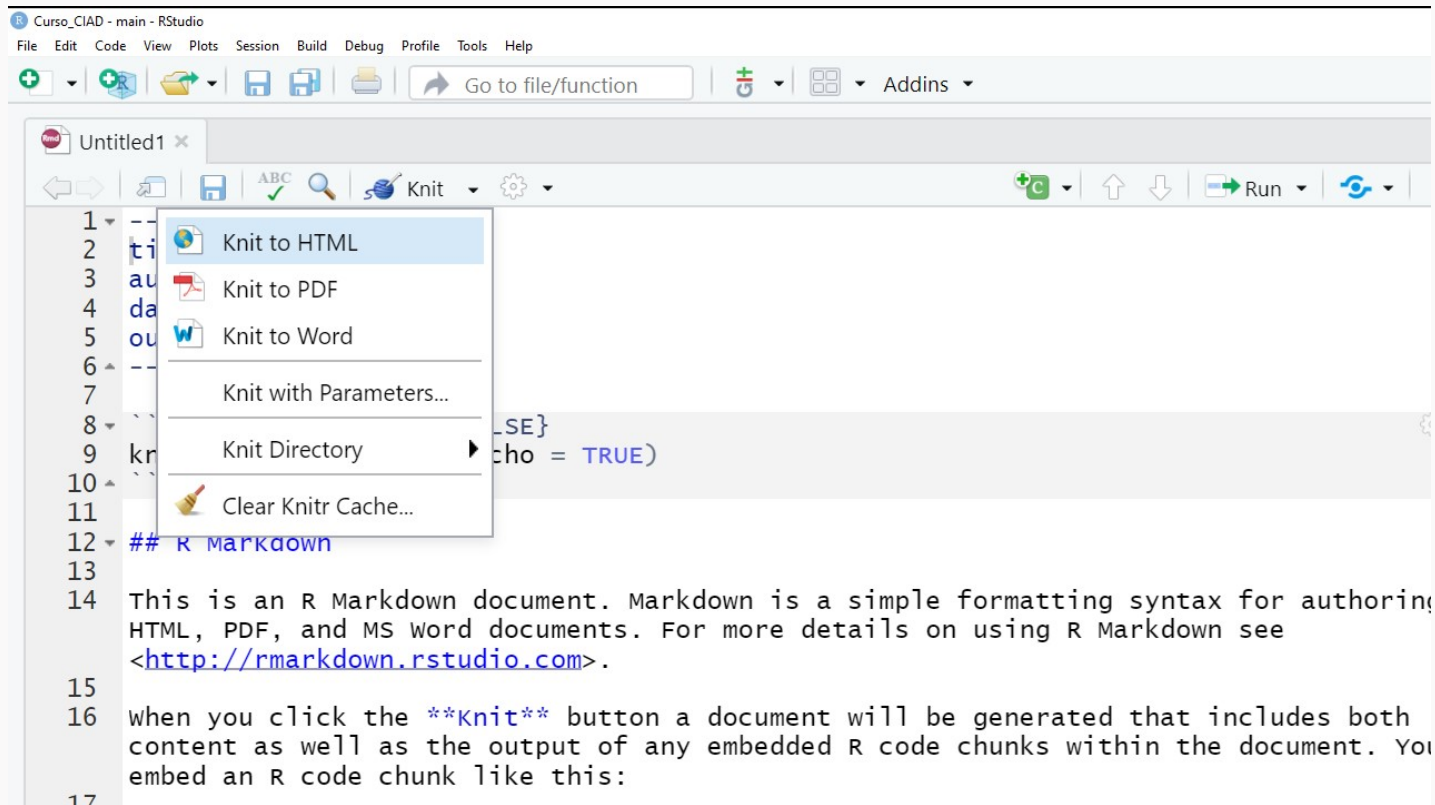 Curso_CIAD - main - RStudio
File Edit Code View Plots Session Build Debug Profile Tools Help
Go to file/function
Addins
Untitled1
ABC
Knit
Run
1 --
2 ti
3 au
4 da
5 ou
6 --
7
8 `` LSE}
9 kn cho = TRUE)
10 ``
11
12 ## R Markdown
13
14 This is an R Markdown document. Markdown is a simple formatting syntax for authoring
HTML, PDF, and MS Word documents. For more details on using R Markdown see
<http://rmarkdown.rstudio.com>.
15
16 When you click the **Knit** button a document will be generated that includes both
content as well as the output of any embedded R code chunks within the document. You
embed an R code chunk like this:
17
Knit to HTML
Knit to PDF
Knit to Word
Knit with Parameters...
Knit Directory
Clear Knitr Cache...